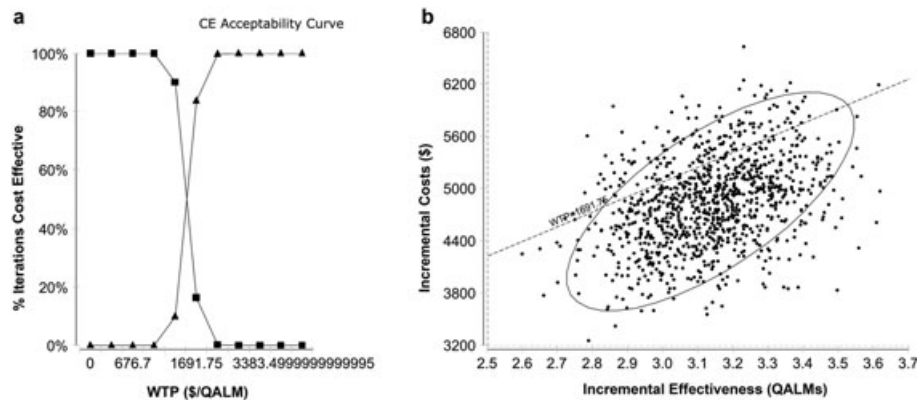 a
CE Acceptability Curve
100%
80%
60%
40%
20%
0%
% Iterations Cost Effective
0 676.7 1691.75 3383.4999999999995
WTP ($/QALM)
b
6800
6200
5600
5000
4400
3800
3200
Incremental Costs ($)
WTP=1691.76
2.5 2.6 2.7 2.8 2.9 3.0 3.1 3.2 3.3 3.4 3.5 3.6 3.7
Incremental Effectiveness (QALMs)